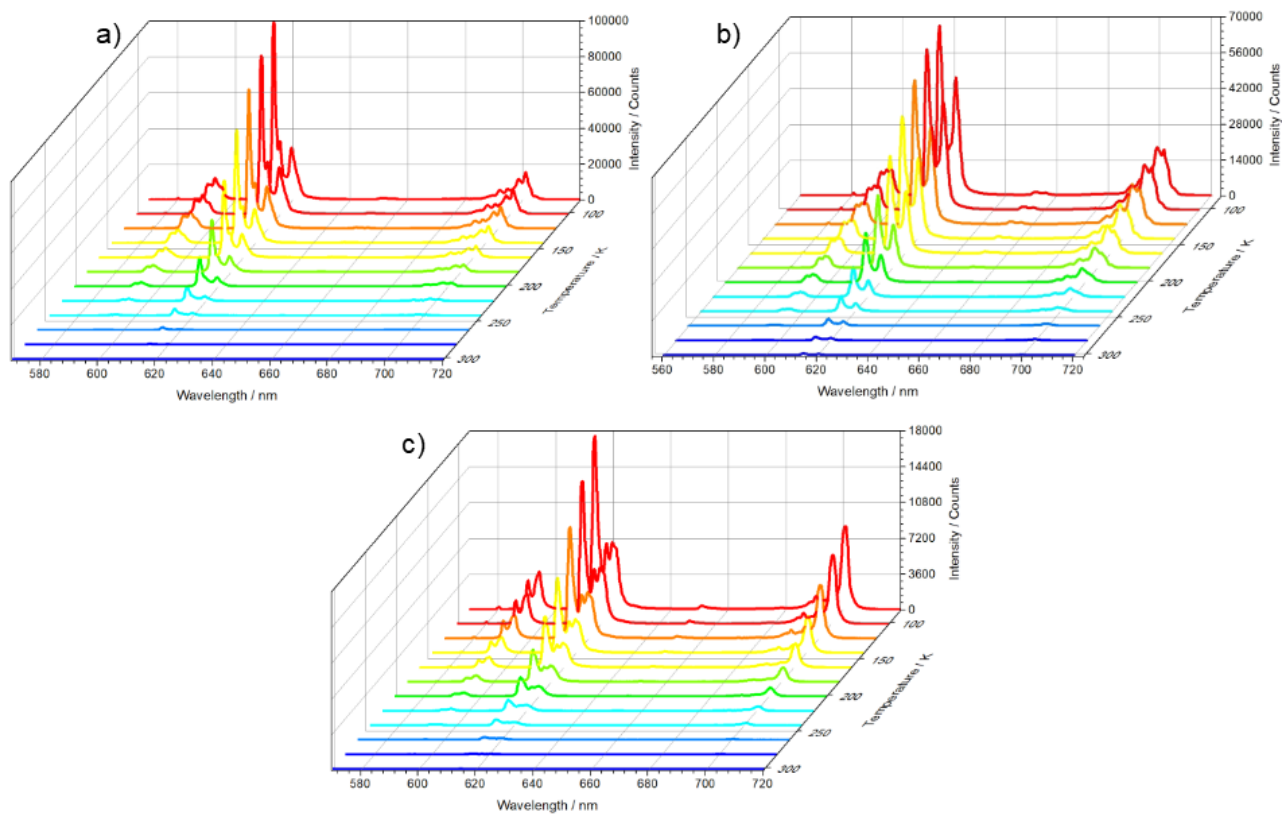 a)
100000
80000
60000
40000
20000
0
Intensity / Counts
100
150
200
250
300
Temperature / K
580 600 620 640 660 680 700 720
Wavelength / nm
b)
70000
56000
42000
28000
14000
0
Intensity / Counts
100
150
200
250
300
Temperature / K
560 580 600 620 640 660 680 700 720
Wavelength / nm
c)
18000
14400
10800
7200
3600
0
Intensity / Counts
100
150
200
250
300
Temperature / K
580 600 620 640 660 680 700 720
Wavelength / nm